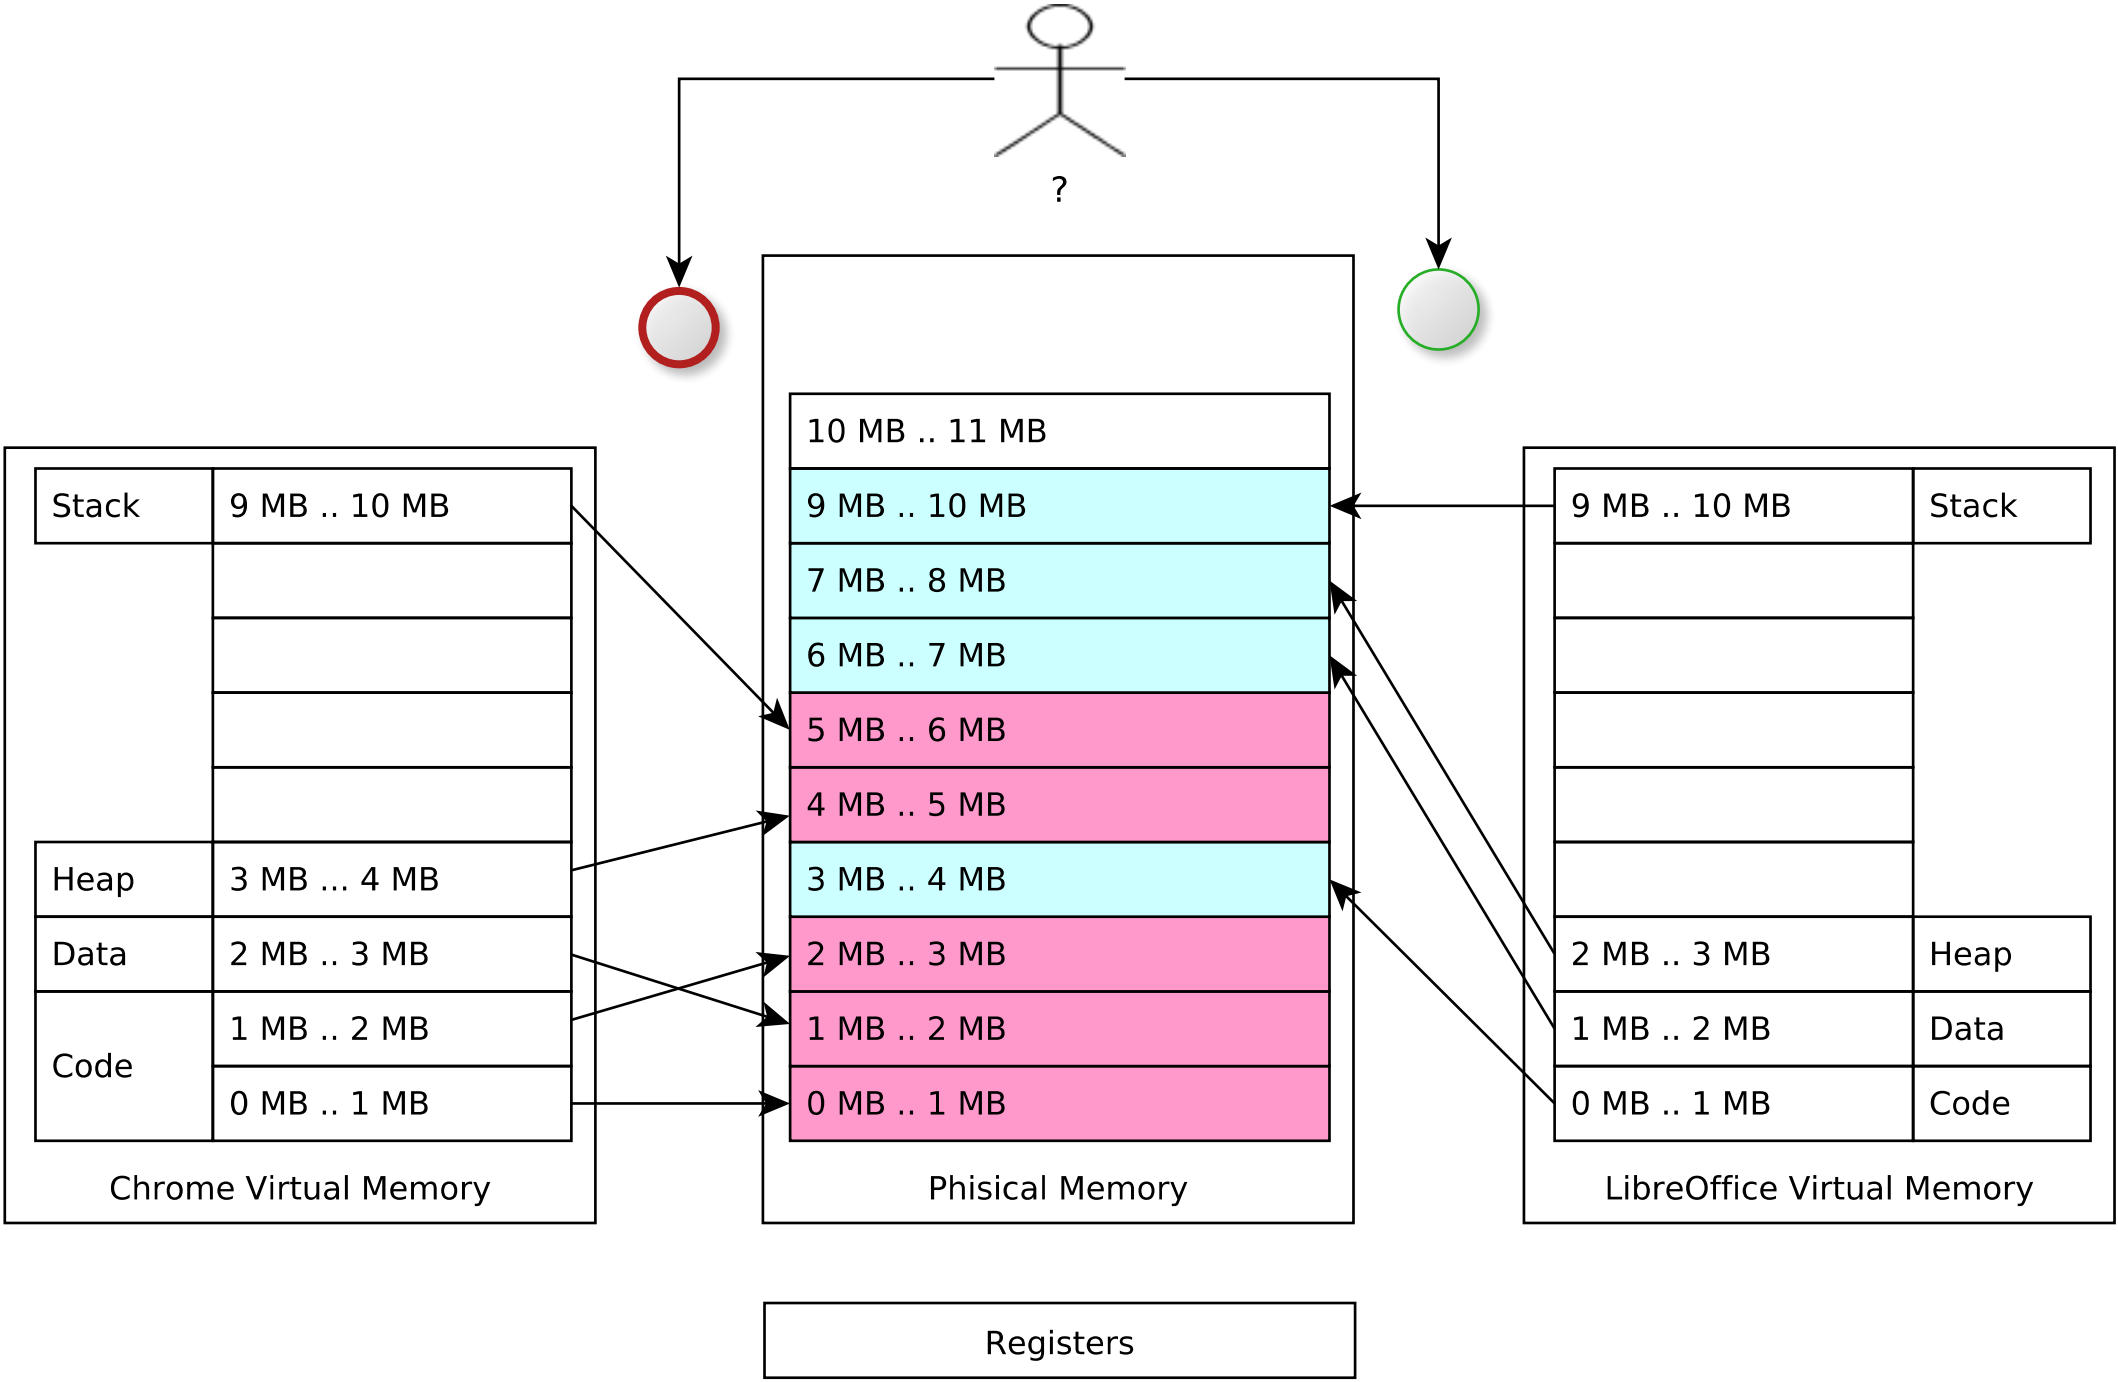 ?
10 MB .. 11 MB
Stack
9 MB .. 10 MB
9 MB .. 10 MB
9 MB .. 10 MB
Stack
7 MB .. 8 MB
6 MB .. 7 MB
5 MB .. 6 MB
4 MB .. 5 MB
Heap
3 MB ... 4 MB
3 MB .. 4 MB
Data
2 MB .. 3 MB
2 MB .. 3 MB
2 MB .. 3 MB
Heap
Code
1 MB .. 2 MB
1 MB .. 2 MB
1 MB .. 2 MB
Data
0 MB .. 1 MB
0 MB .. 1 MB
0 MB .. 1 MB
Code
Chrome Virtual Memory
Phisical Memory
LibreOffice Virtual Memory
Registers